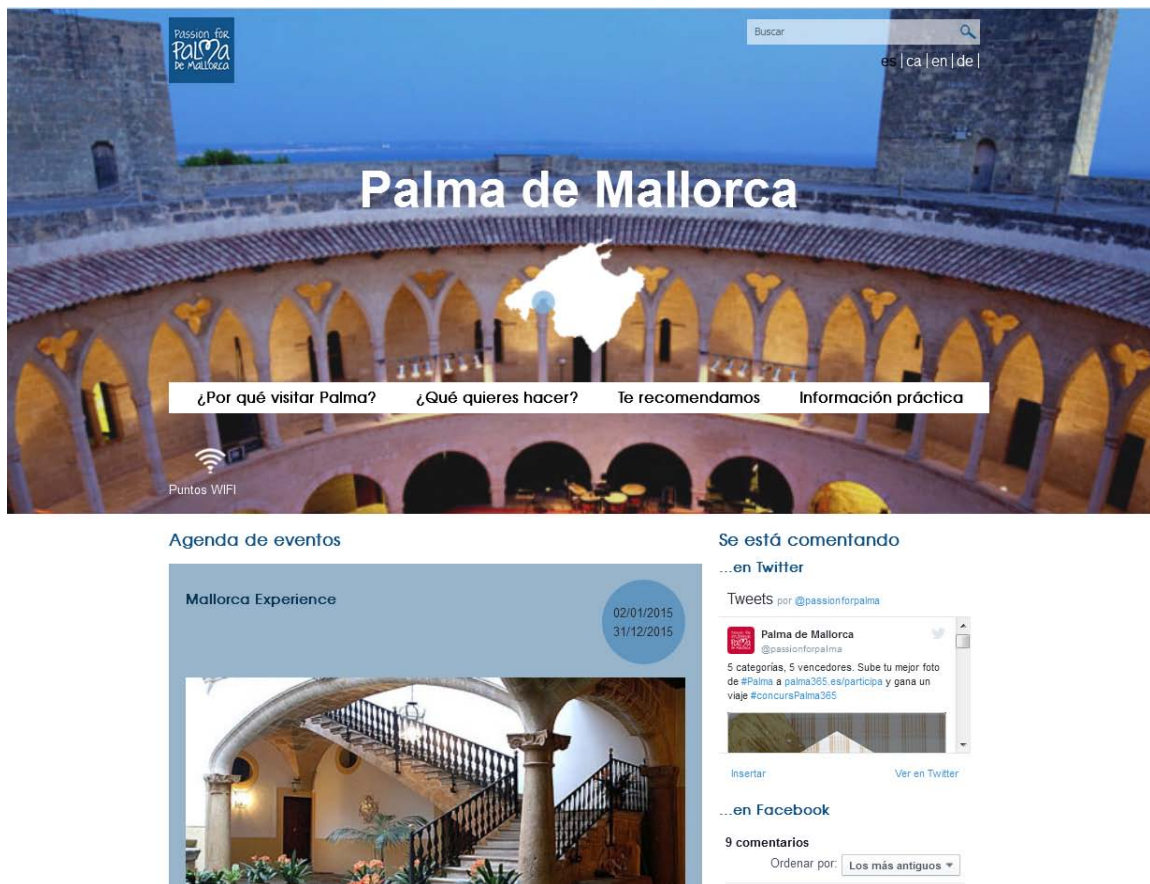 Passion for
Palma
de Mallorca
Buscar
es | ca | en | de |
Palma de Mallorca
¿Por qué visitar Palma? ¿Qué quieres hacer? Te recomendamos Información práctica
Puntos WIFI
Agenda de eventos
Mallorca Experience
02/01/2015
31/12/2015
Se está comentando
...en Twitter
Tweets por @passionforpalma
Palma de Mallorca
@passionforpalma
5 categorías, 5 vencedores. Sube tu mejor foto
de #Palma a palma365.es/participa y gana un
viaje #concursPalma365
Insertar Ver en Twitter
...en Facebook
9 comentarios
Ordenar por: Los más antiguos